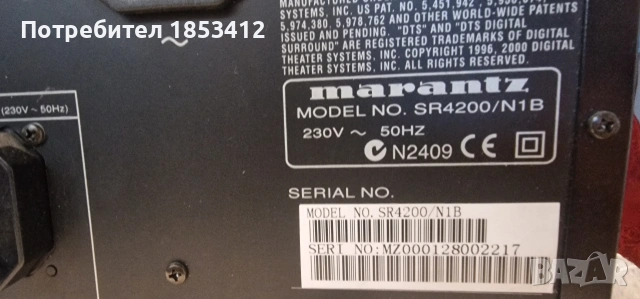 Потребител 1853412
MANUFACTURED
SYSTEMS, INC. US PAT. NO. 5,451,942
5,974,380, 5,978,762 AND OTHER WORLD-WIDE PATENTS
ISSUED AND PENDING. "DTS" AND "DTS DIGITAL
SURROUND" ARE REGISTERED TRADEMARKS OF DIGITAL
THEATER SYSTEMS, INC. COPYRIGHT 1996, 2000 DIGITAL
THEATER SYSTEMS, INC. ALL RIGHTS RESERVED.
~
(230V ~ 50Hz)
marantz
MODEL NO. SR4200/N1B
230V ~ 50HZ
N2409 CE
SERIAL NO.
MODEL NO. SR4200/N1B
SERI NO:MZ000128002217
BAZAR